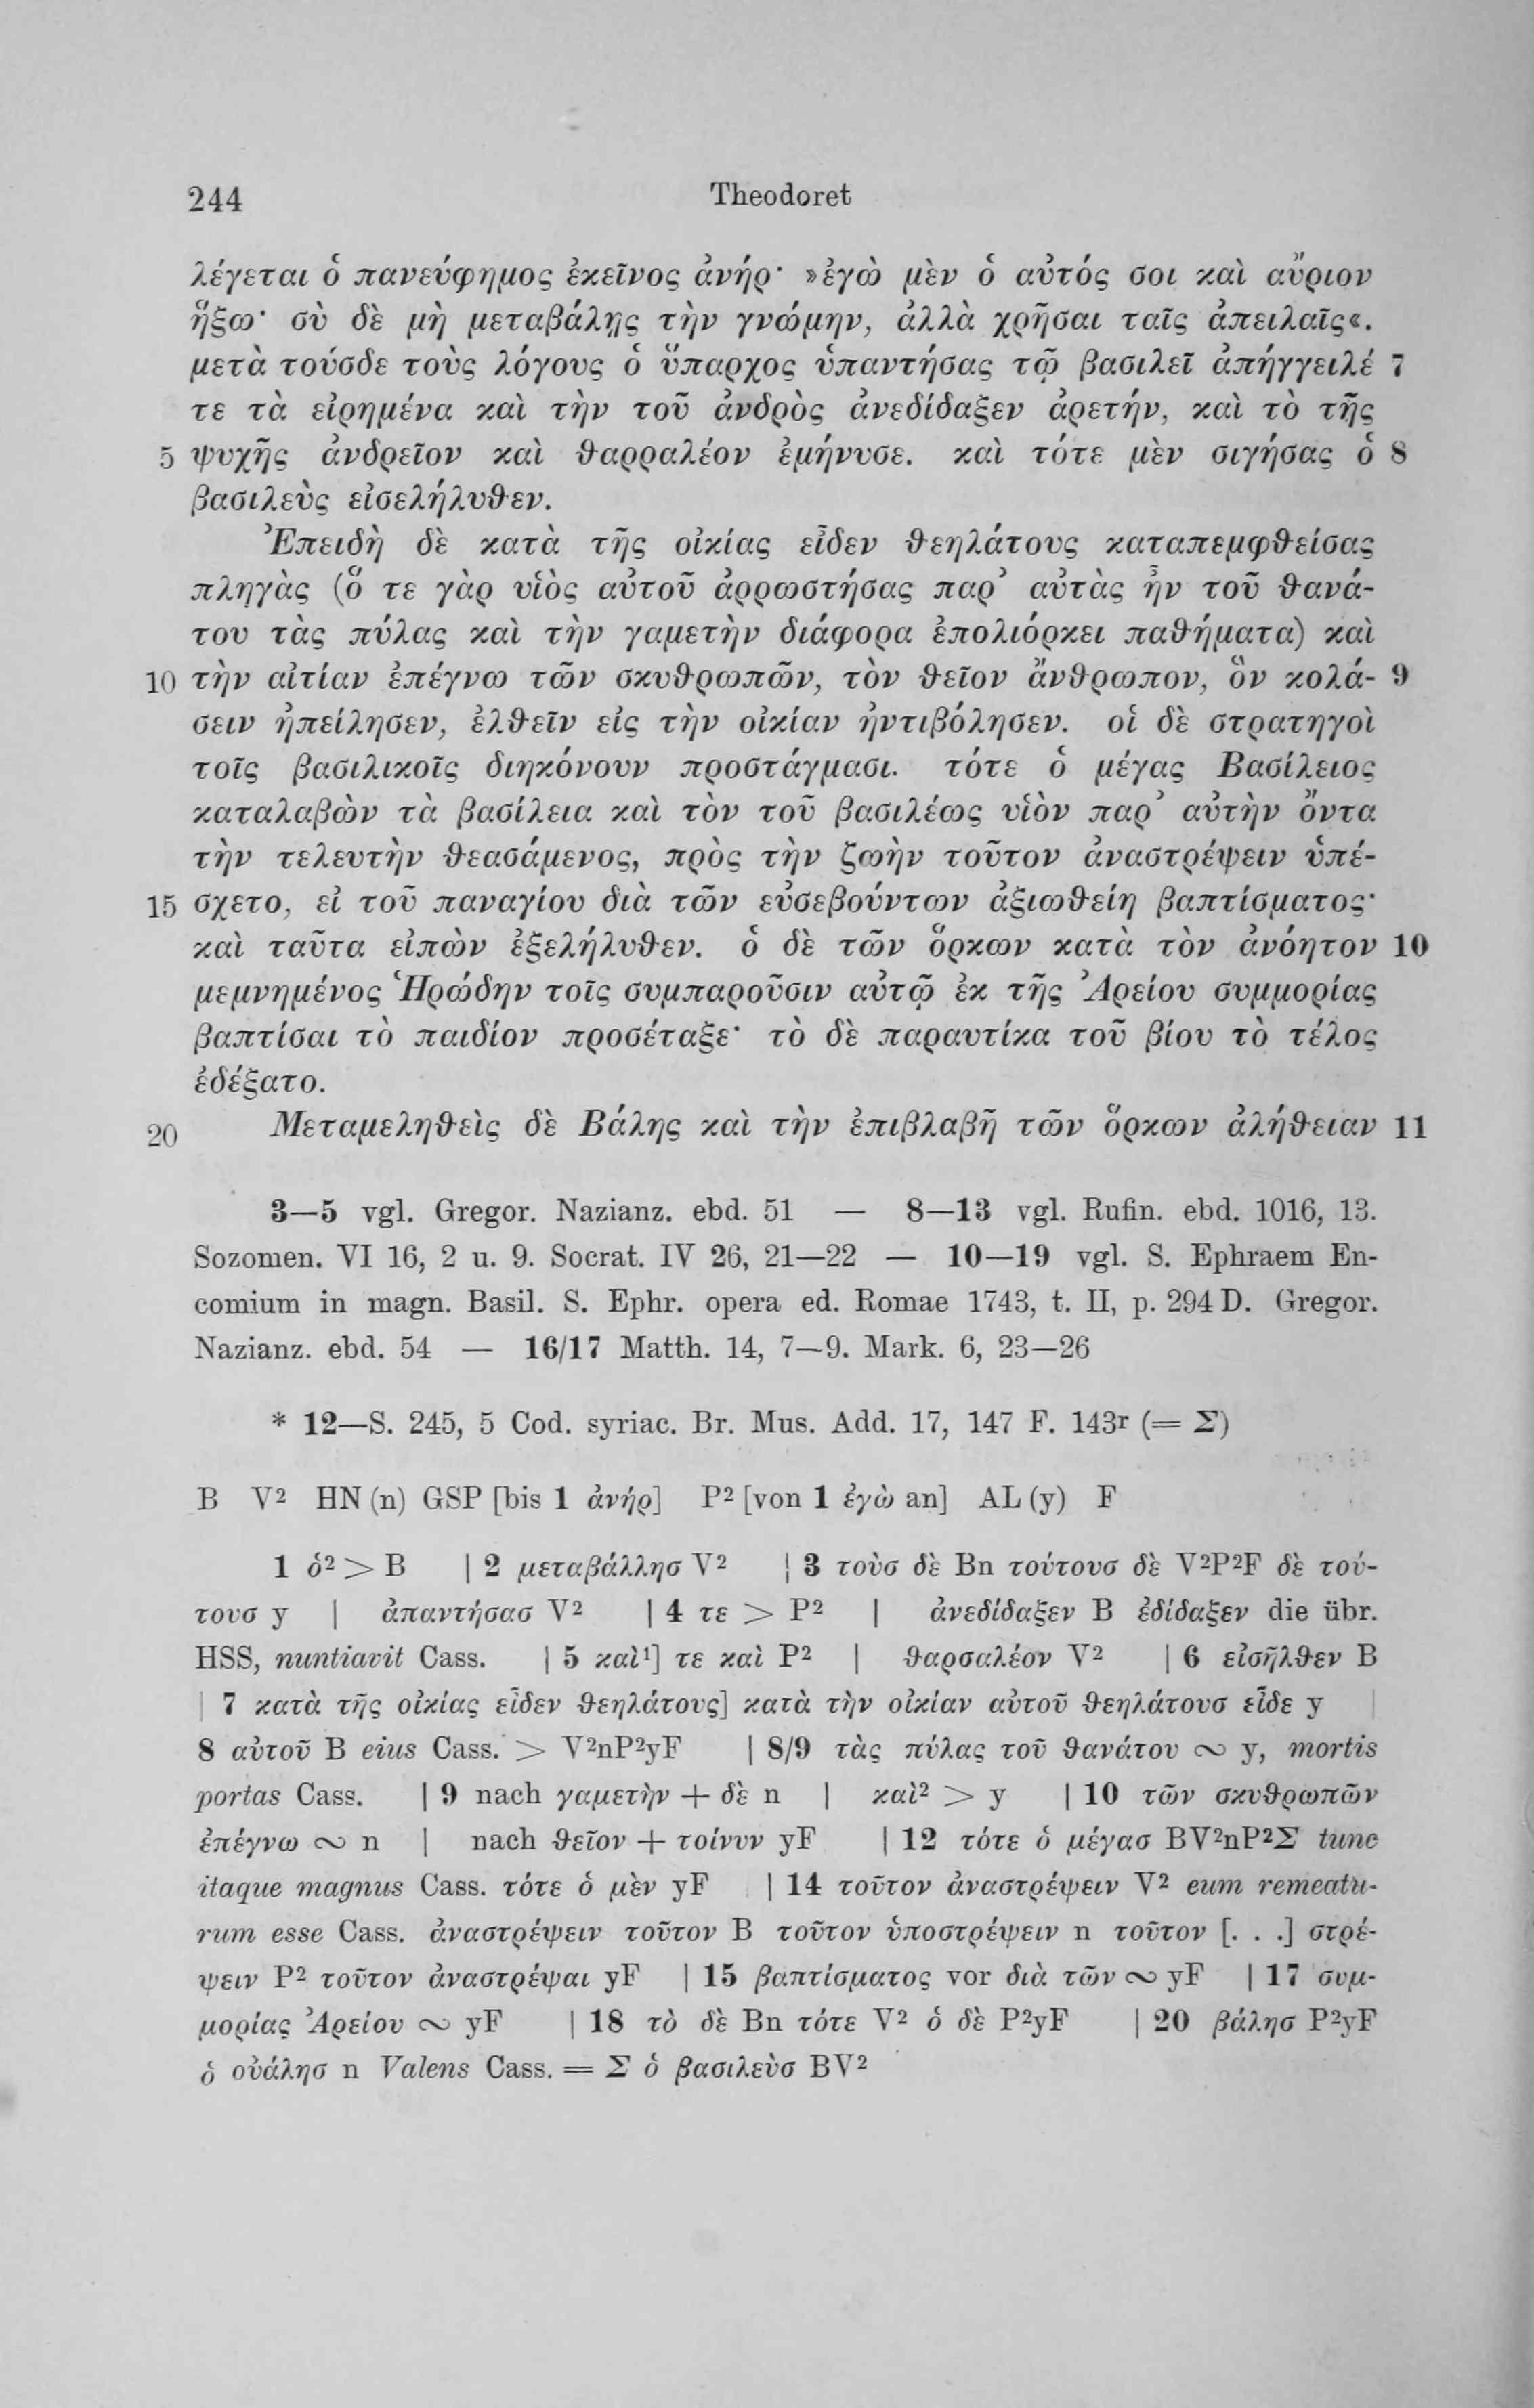 244 Theodoret
λέγεται ὁ πανεύφημος ἐκεῖνος ἀνήρ· »ἐγὼ μὲν ὁ αὐτός σοι καὶ αὔριον
ἥξω· σὺ δὲ μὴ μεταβάλῃς τὴν γνώμην, ἀλλὰ χρῆσαι ταῖς ἀπειλαῖς«.
μετὰ τούσδε τοὺς λόγους ὁ ὕπαρχος ὑπαντήσας τῷ βασιλεῖ ἀπήγγειλέ 7
τε τὰ εἰρημένα καὶ τὴν τοῦ ἀνδρὸς ἀνεδίδαξεν ἀρετήν, καὶ τὸ τῆς
5 ψυχῆς ἀνδρεῖον καὶ θαρραλέον ἐμήνυσε. καὶ τότε μὲν σιγήσας ὁ 8
βασιλεὺς εἰσελήλυθεν.
Ἐπειδὴ δὲ κατὰ τῆς οἰκίας εἶδεν θεηλάτους καταπεμφθείσας
πληγὰς (ὅ τε γὰρ υἱὸς αὐτοῦ ἀρρωστήσας παρ’ αὐτὰς ἦν τοῦ θανά-
του τὰς πύλας καὶ τὴν γαμετὴν διάφορα ἐπολιόρκει παθήματα) καὶ
10 τὴν αἰτίαν ἐπέγνω τῶν σκυθρωπῶν, τὸν θεῖον ἄνθρωπον, ὃν κολά- 9
σειν ἠπείλησεν, ἐλθεῖν εἰς τὴν οἰκίαν ἠντιβόλησεν. οἱ δὲ στρατηγοὶ
τοῖς βασιλικοῖς διηκόνουν προστάγμασι. τότε ὁ μέγας Βασίλειος
καταλαβὼν τὰ βασίλεια καὶ τὸν τοῦ βασιλέως υἱὸν παρ’ αὐτὴν ὄντα
τὴν τελευτὴν θεασάμενος, πρὸς τὴν ζωὴν τοῦτον ἀναστρέψειν ὑπέ-
15 σχετο, εἰ τοῦ παναγίου διὰ τῶν εὐσεβούντων ἀξιωθείη βαπτίσματος·
καὶ ταῦτα εἰπὼν ἐξελήλυθεν. ὁ δὲ τῶν ὅρκων κατὰ τὸν ἀνόητον 10
μεμνημένος Ἡρώδην τοῖς συμπαροῦσιν αὐτῷ ἐκ τῆς Ἀρείου συμμορίας
βαπτίσαι τὸ παιδίον προσέταξε· τὸ δὲ παραυτίκα τοῦ βίου τὸ τέλος
ἐδέξατο.
20 Μεταμεληθεὶς δὲ Βάλης καὶ τὴν ἐπιβλαβῆ τῶν ὅρκων ἀλήθειαν 11
3—5 vgl. Gregor. Nazianz. ebd. 51 — 8—13 vgl. Rufin. ebd. 1016, 13.
Sozomen. VI 16, 2 u. 9. Socrat. IV 26, 21—22 — 10—19 vgl. S. Ephraem En-
comium in magn. Basil. S. Ephr. opera ed. Romae 1743, t. II, p. 294 D. Gregor.
Nazianz. ebd. 54 — 16/17 Matth. 14, 7—9. Mark. 6, 23—26
* 12—S. 245, 5 Cod. syriac. Br. Mus. Add. 17, 147 F. 143r (= Σ)
B V2 HN (n) GSP [bis 1 ἀνήρ] P2 [von 1 ἐγὼ an] AL (y) F
1 ὁ2 > B | 2 μεταβάλλησ V2 | 3 τοὺσ δὲ Bn τούτουσ δὲ V2P2F δὲ τού-
τουσ y | ἀπαντήσασ V2 | 4 τε > P2 | ἀνεδίδαξεν B ἐδίδαξεν die übr.
HSS, nuntiavit Cass. | 5 καὶ1] τε καὶ P2 | θαρσαλέον V2 | 6 εἰσῆλθεν B
| 7 κατὰ τῆς οἰκίας εἶδεν θεηλάτους] κατὰ τὴν οἰκίαν αὐτοῦ θεηλάτουσ εἶδε y |
8 αὐτοῦ B eius Cass. > V2nP2yF | 8/9 τὰς πύλας τοῦ θανάτου ∾ y, mortis
portas Cass. | 9 nach γαμετὴν + δὲ n | καὶ2 > y | 10 τῶν σκυθρωπῶν
ἐπέγνω ∾ n | nach θεῖον + τοίνυν yF | 12 τότε ὁ μέγασ BV2nP2Σ tunc
itaque magnus Cass. τότε ὁ μὲν yF | 14 τοῦτον ἀναστρέψειν V2 eum remeatu-
rum esse Cass. ἀναστρέψειν τοῦτον B τοῦτον ὑποστρέψειν n τοῦτον [. . .] στρέ-
ψειν P2 τοῦτον ἀναστρέψαι yF | 15 βαπτίσματος vor διὰ τῶν ∾ yF | 17 συμ-
μορίας Ἀρείου ∾ yF | 18 τὸ δὲ Bn τότε V2 ὁ δὲ P2yF | 20 βάλησ P2yF
ὁ οὐάλησ n Valens Cass. = Σ ὁ βασιλεὺσ BV2